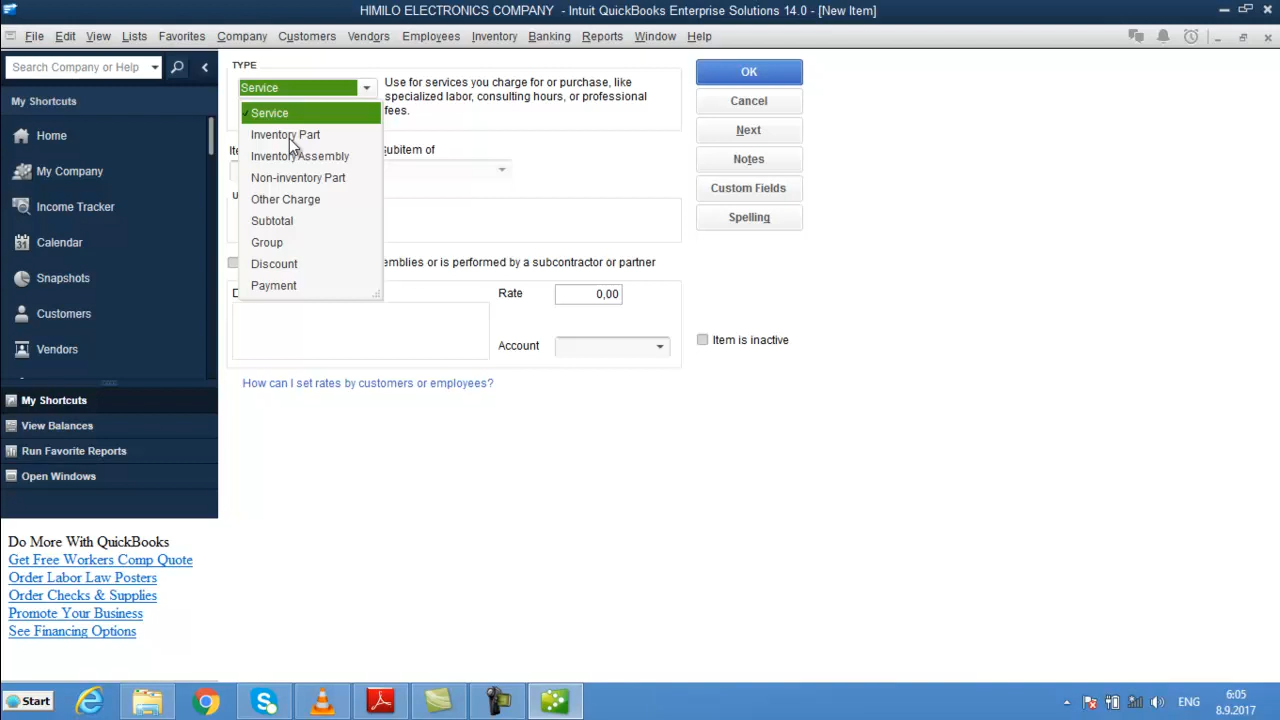 HIMILO ELECTRONICS COMPANY - Intuit QuickBooks Enterprise Solutions 14.0 - [New Item]
File Edit View Lists Favorites Company Customers Vendors Employees Inventory Banking Reports Window Help
Search Company or Help
My Shortcuts
Home
My Company
Income Tracker
Calendar
Snapshots
Customers
Vendors
My Shortcuts
View Balances
Run Favorite Reports
Open Windows
Do More With QuickBooks
Get Free Workers Comp Quote
Order Labor Law Posters
Order Checks & Supplies
Promote Your Business
See Financing Options
TYPE
Service
Use for services you charge for or purchase, like
specialized labor, consulting hours, or professional
fees.
Service
Inventory Part
Inventory Assembly
Non-inventory Part
Other Charge
Subtotal
Group
Discount
Payment
Subitem of
or is performed by a subcontractor or partner
Rate 0,00
Account
How can I set rates by customers or employees?
OK
Cancel
Next
Notes
Custom Fields
Spelling
Item is inactive
Start
ENG
6:05
8.9.2017